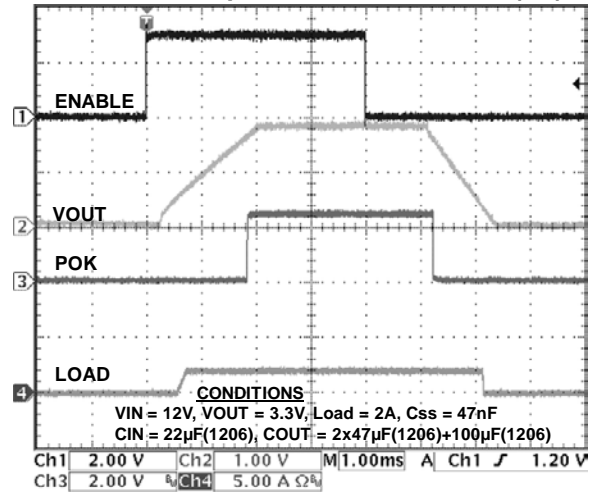 T
ENABLE
1
VOUT
2
POK
3
LOAD
4
CONDITIONS
VIN = 12V, VOUT = 3.3V, Load = 2A, Css = 47nF
CIN = 22µF(1206), COUT = 2x47µF(1206)+100µF(1206)
Ch1 2.00 V Ch2 1.00 V M 1.00ms A Ch1 1.20 V
Ch3 2.00 V Bw Ch4 5.00 A Ω Bw